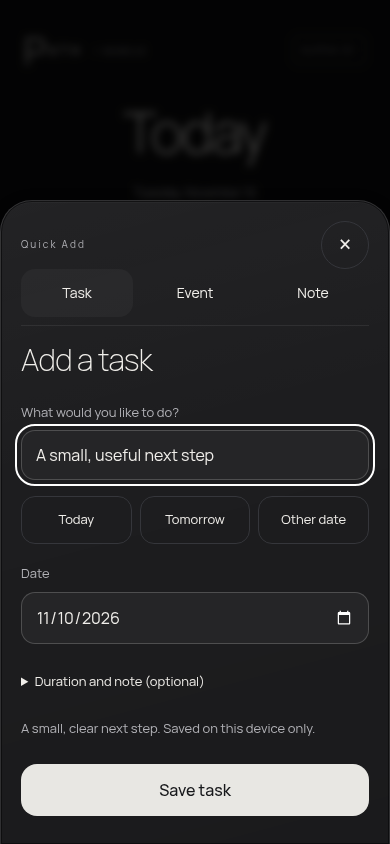 Today
Quick Add
×
Task Event Note
Add a task
What would you like to do?
A small, useful next step
Today Tomorrow Other date
Date
11/10/2026
Duration and note (optional)
A small, clear next step. Saved on this device only.
Save task